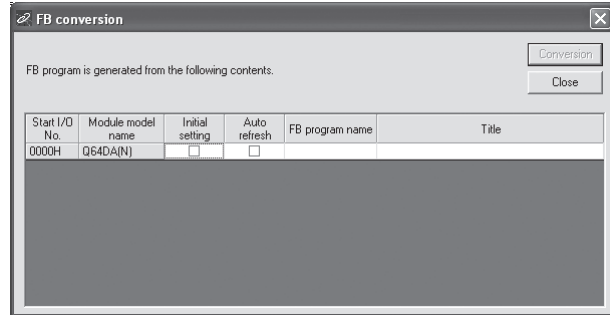 FB conversion
Conversion
FB program is generated from the following contents.
Close
Start I/O No. Module model name Initial setting Auto refresh FB program name Title
0000H Q64DA(N)